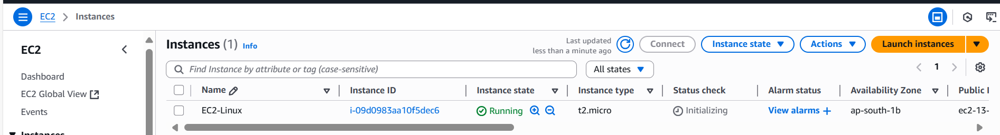 EC2 > Instances
EC2
Dashboard
EC2 Global View
Events
Instances
Instances (1) Info
Last updated
less than a minute ago
Connect
Instance state
Actions
Launch instances
Find Instance by attribute or tag (case-sensitive)
All states
1
Name Instance ID Instance state Instance type Status check Alarm status Availability Zone Public I
EC2-Linux i-09d0983aa10f5dec6 Running t2.micro Initializing View alarms + ap-south-1b ec2-13-